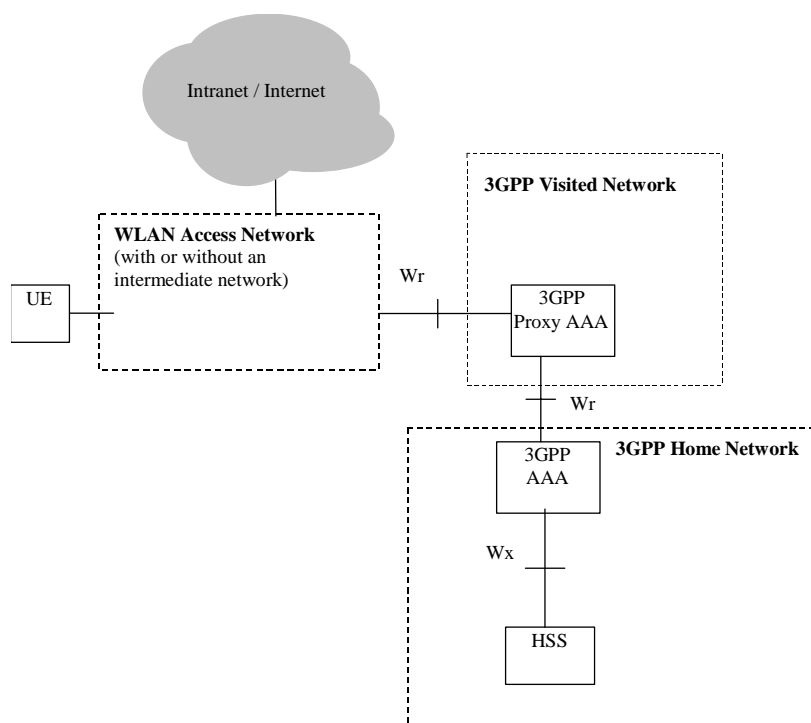 Intranet / Internet
3GPP Visited Network
WLAN Access Network
(with or without an
intermediate network)
Wr
UE
3GPP
Proxy AAA
Wr
3GPP Home Network
3GPP
AAA
Wx
HSS